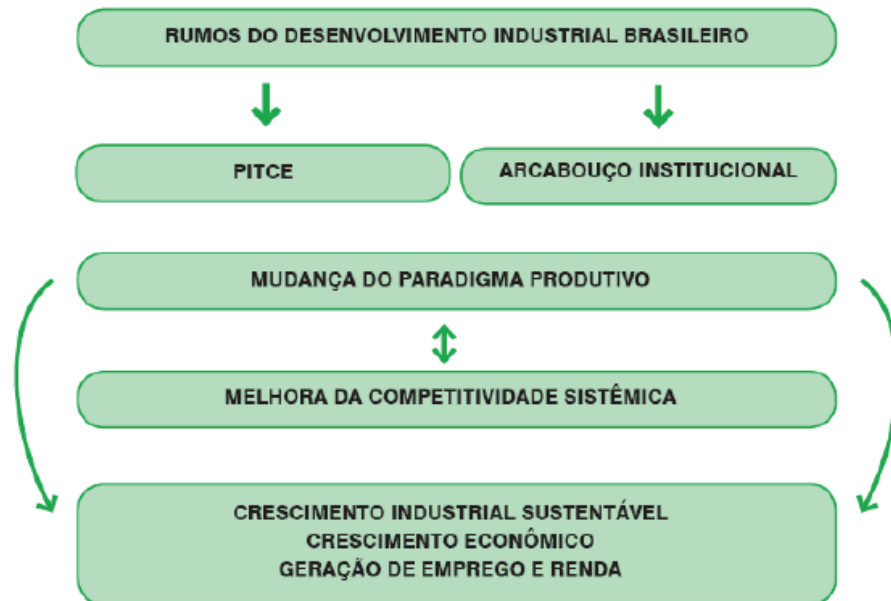 RUMOS DO DESENVOLVIMENTO INDUSTRIAL BRASILEIRO
PITCE
ARCABOUÇO INSTITUCIONAL
MUDANÇA DO PARADIGMA PRODUTIVO
MELHORA DA COMPETITIVIDADE SISTÊMICA
CRESCIMENTO INDUSTRIAL SUSTENTÁVEL
CRESCIMENTO ECONÔMICO
GERAÇÃO DE EMPREGO E RENDA